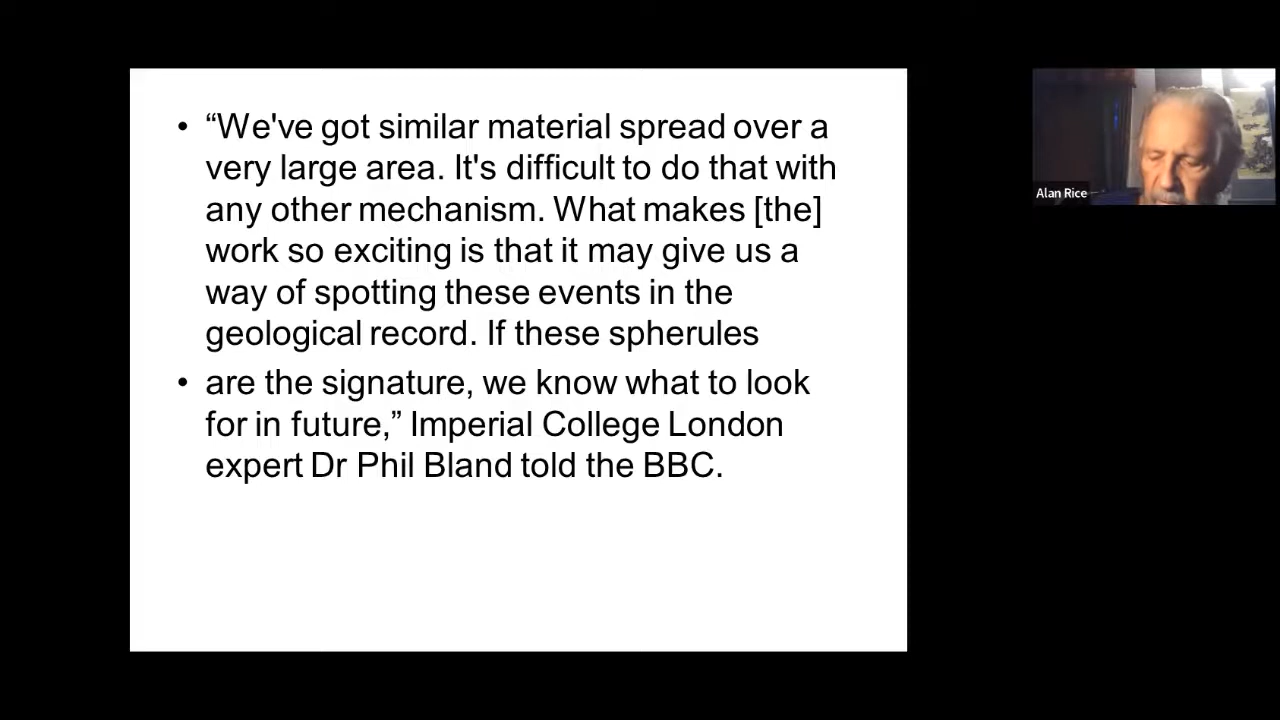 • “We've got similar material spread over a
very large area. It's difficult to do that with
any other mechanism. What makes [the]
work so exciting is that it may give us a
way of spotting these events in the
geological record. If these spherules
• are the signature, we know what to look
for in future,” Imperial College London
expert Dr Phil Bland told the BBC.
Alan Rice